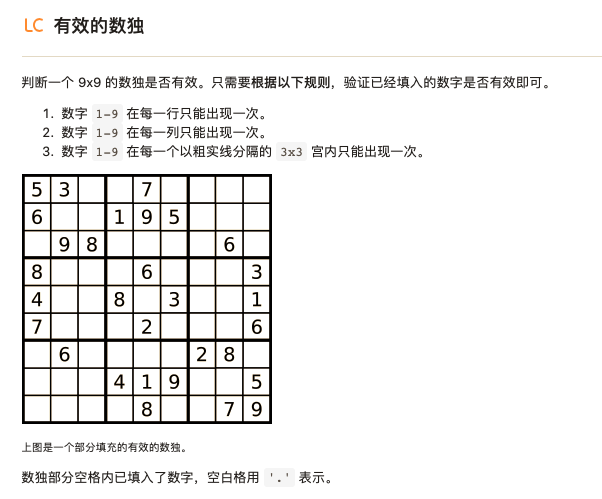 LC 有效的数独
判断一个 9x9 的数独是否有效。只需要根据以下规则，验证已经填入的数字是否有效即可。
1. 数字 1-9 在每一行只能出现一次。
2. 数字 1-9 在每一列只能出现一次。
3. 数字 1-9 在每一个以粗实线分隔的 3x3 宫内只能出现一次。
5 3 7
6 1 9 5
9 8 6
8 6 3
4 8 3 1
7 2 6
6 2 8
4 1 9 5
8 7 9
上图是一个部分填充的有效的数独。
数独部分空格内已填入了数字，空白格用 '.' 表示。